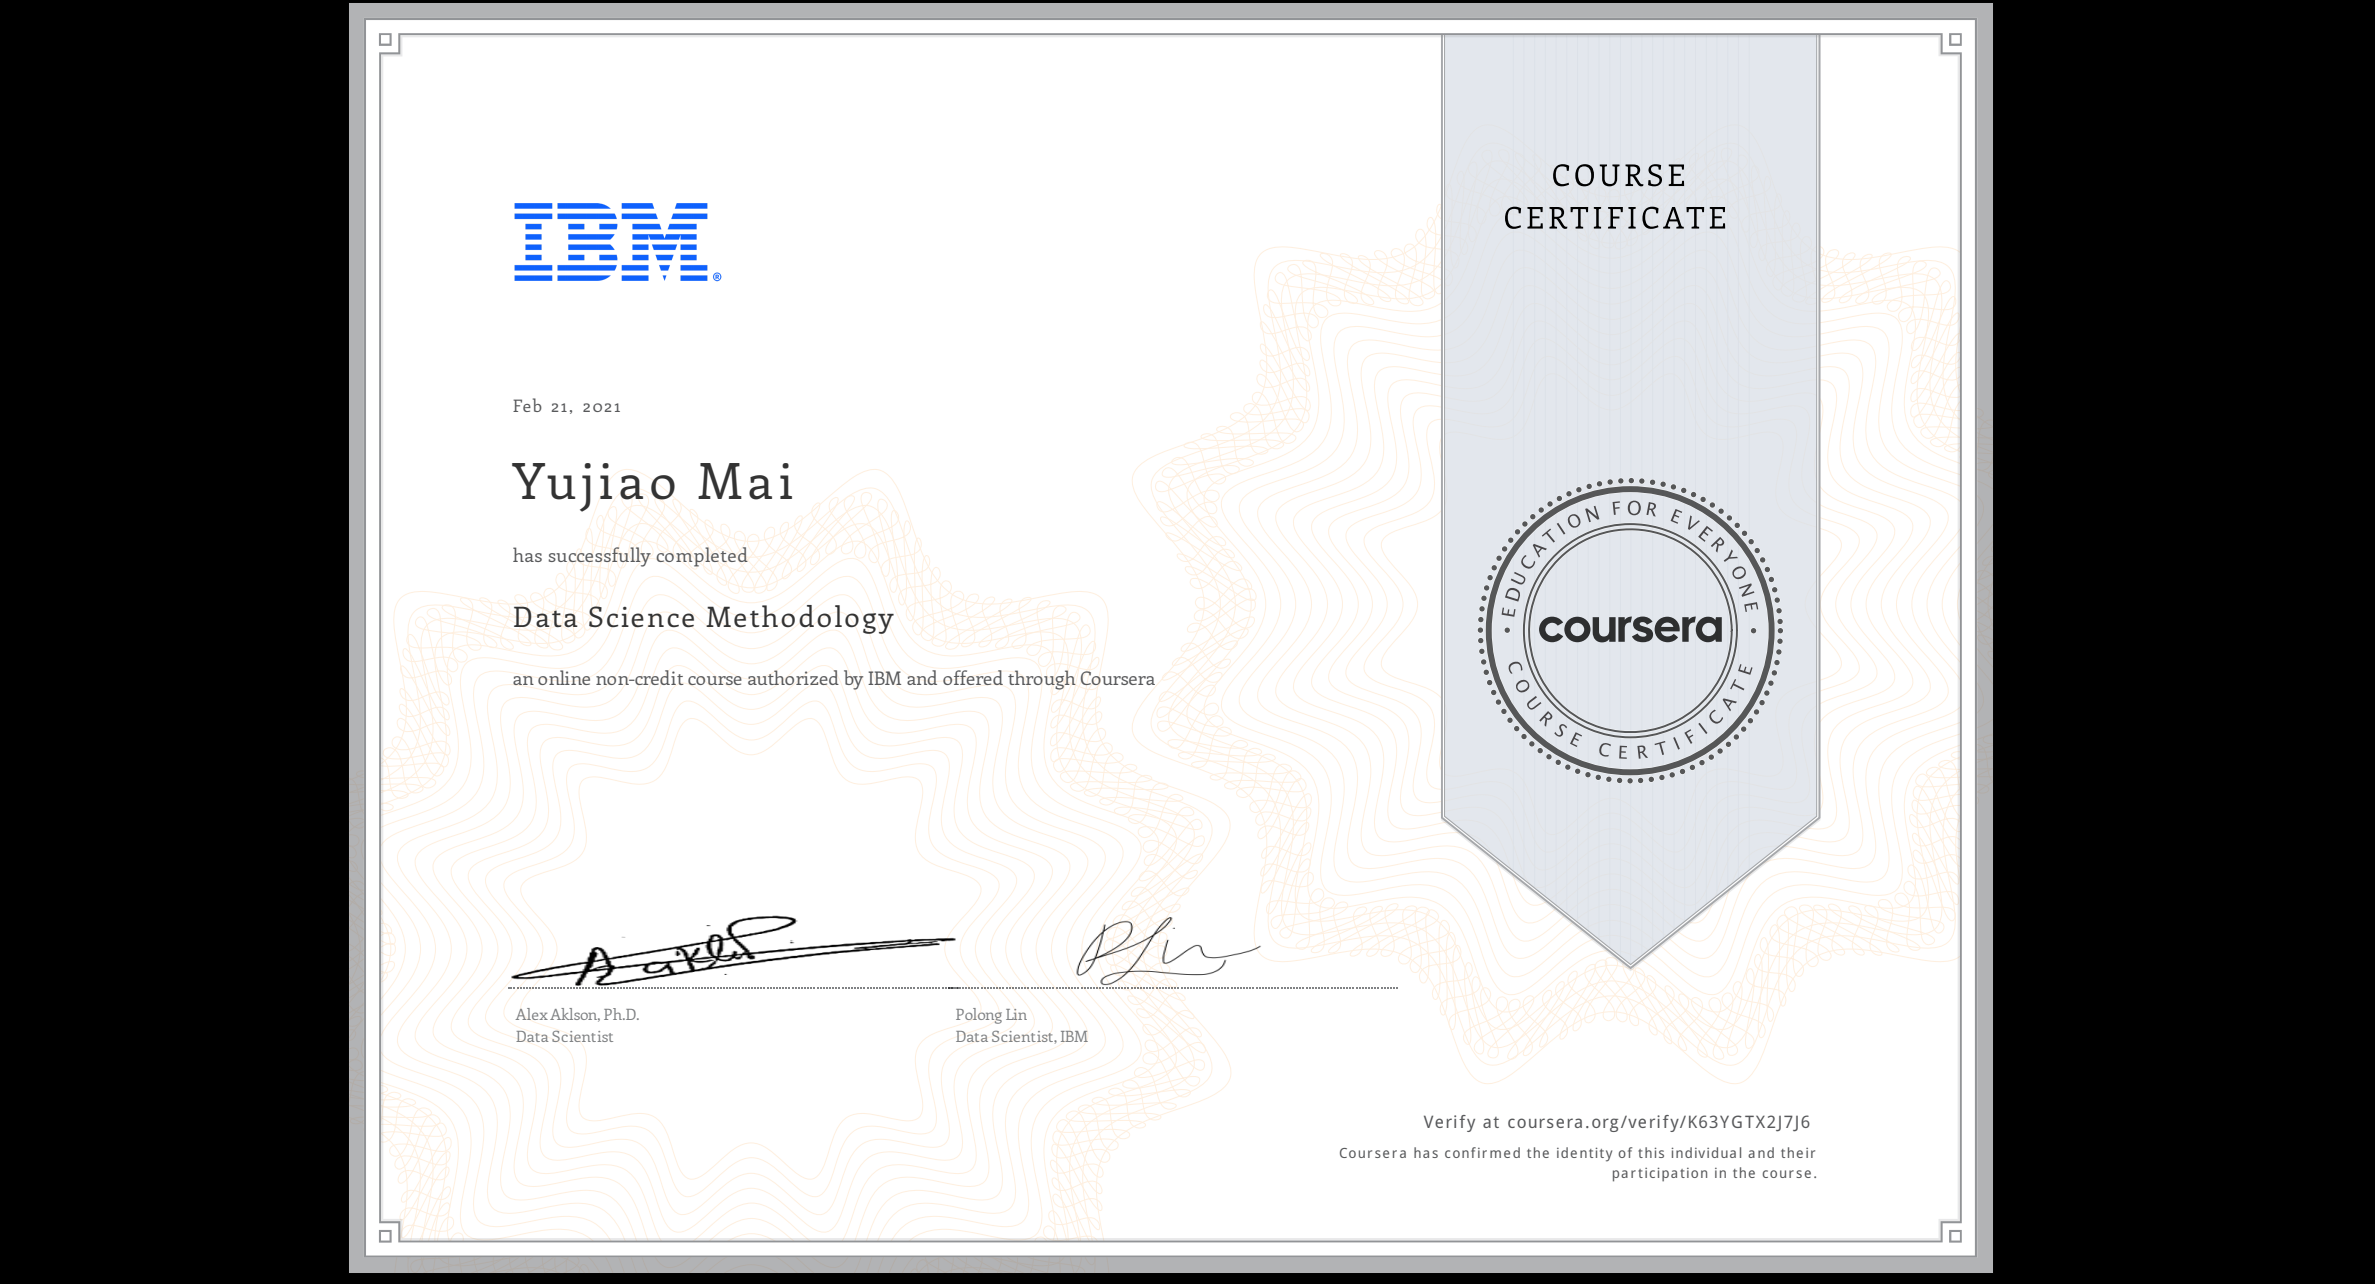 COURSE
CERTIFICATE
IBM®
Feb 21, 2021
Yujiao Mai
has successfully completed
Data Science Methodology
an online non-credit course authorized by IBM and offered through Coursera
EDUCATION FOR EVERYONE
coursera
COURSE CERTIFICATE
Alex Aklson, Ph.D.
Data Scientist
Polong Lin
Data Scientist, IBM
Verify at coursera.org/verify/K63YGTX2J7J6
Coursera has confirmed the identity of this individual and their
participation in the course.